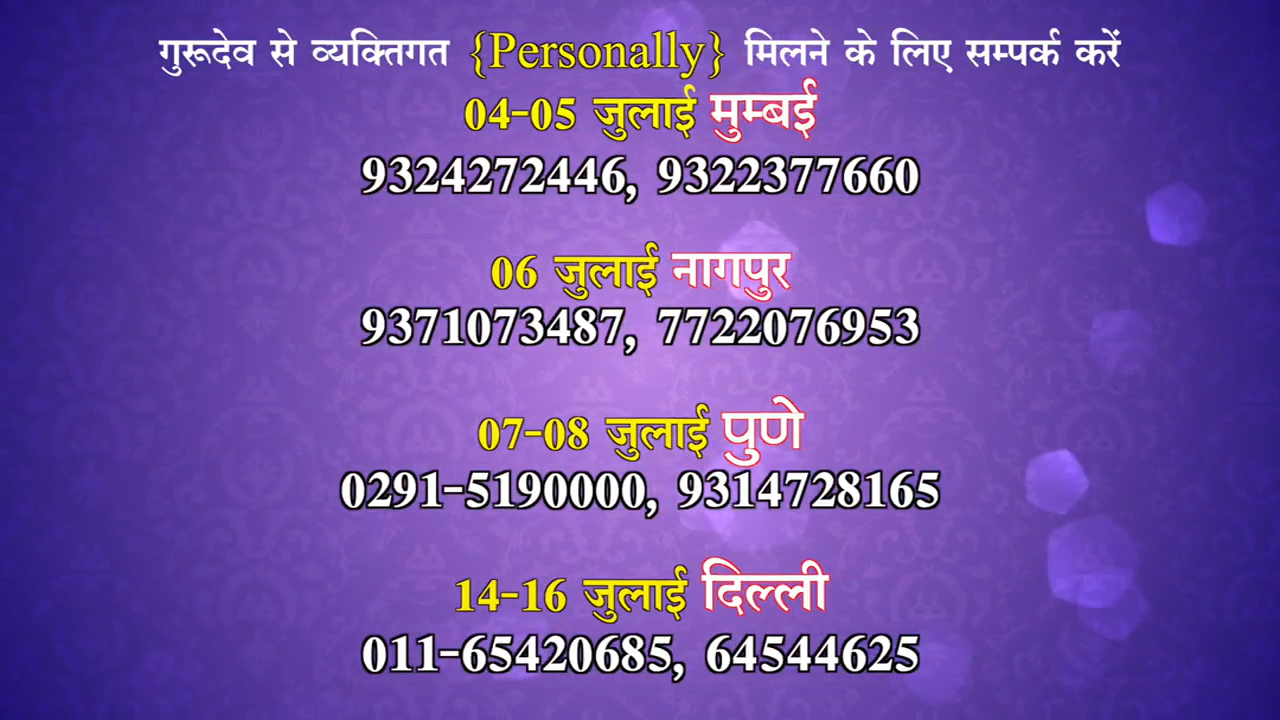 गुरूदेव से व्यक्तिगत {Personally} मिलने के लिए सम्पर्क करें
04-05 जुलाई मुम्बई
9324272446, 9322377660
06 जुलाई नागपुर
9371073487, 7722076953
07-08 जुलाई पुणे
0291-5190000, 9314728165
14-16 जुलाई दिल्ली
011-65420685, 64544625